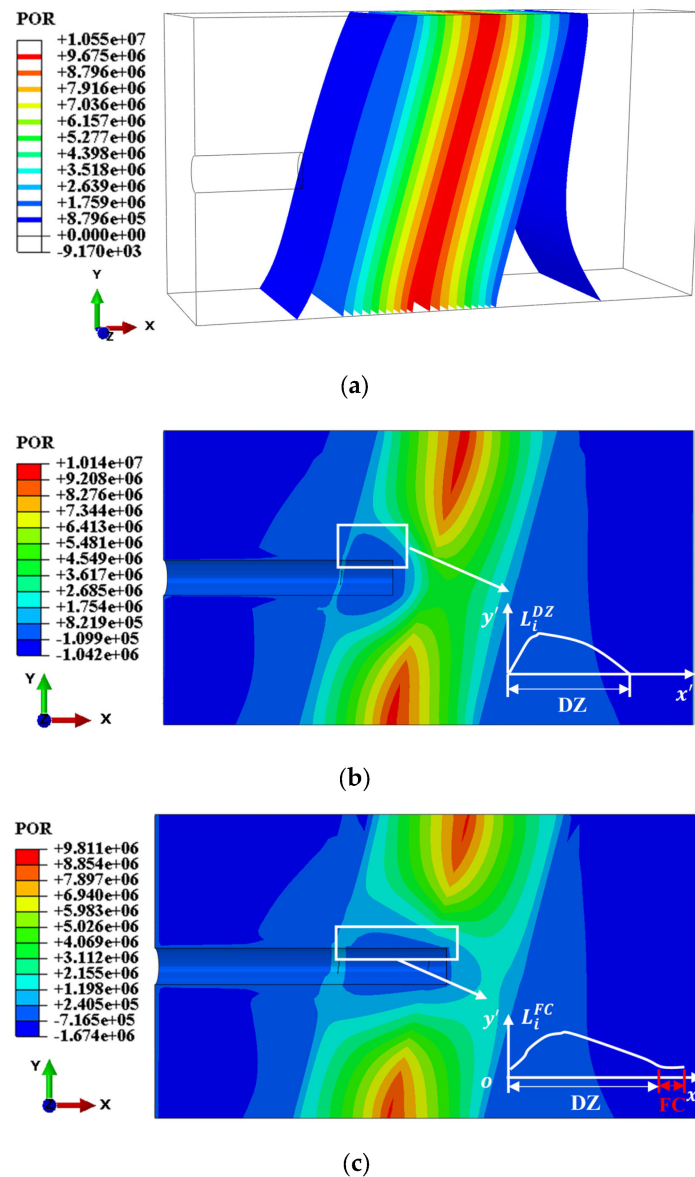 POR
+1.055e+07
+9.675e+06
+8.796e+06
+7.916e+06
+7.036e+06
+6.157e+06
+5.277e+06
+4.398e+06
+3.518e+06
+2.639e+06
+1.759e+06
+8.796e+05
+0.000e+00
-9.170e+03
Y
X
Z
(a)
POR
+1.014e+07
+9.208e+06
+8.276e+06
+7.344e+06
+6.413e+06
+5.481e+06
+4.549e+06
+3.617e+06
+2.685e+06
+1.754e+06
+8.219e+05
-1.099e+05
-1.042e+06
y′ L_i^{DZ}
DZ
x′
Y
X
Z
(b)
POR
+9.811e+06
+8.854e+06
+7.897e+06
+6.940e+06
+5.983e+06
+5.026e+06
+4.069e+06
+3.112e+06
+2.155e+06
+1.198e+06
+2.405e+05
-7.165e+05
-1.674e+06
y′ L_i^{FC}
o
x
DZ
FC
Y
X
Z
(c)